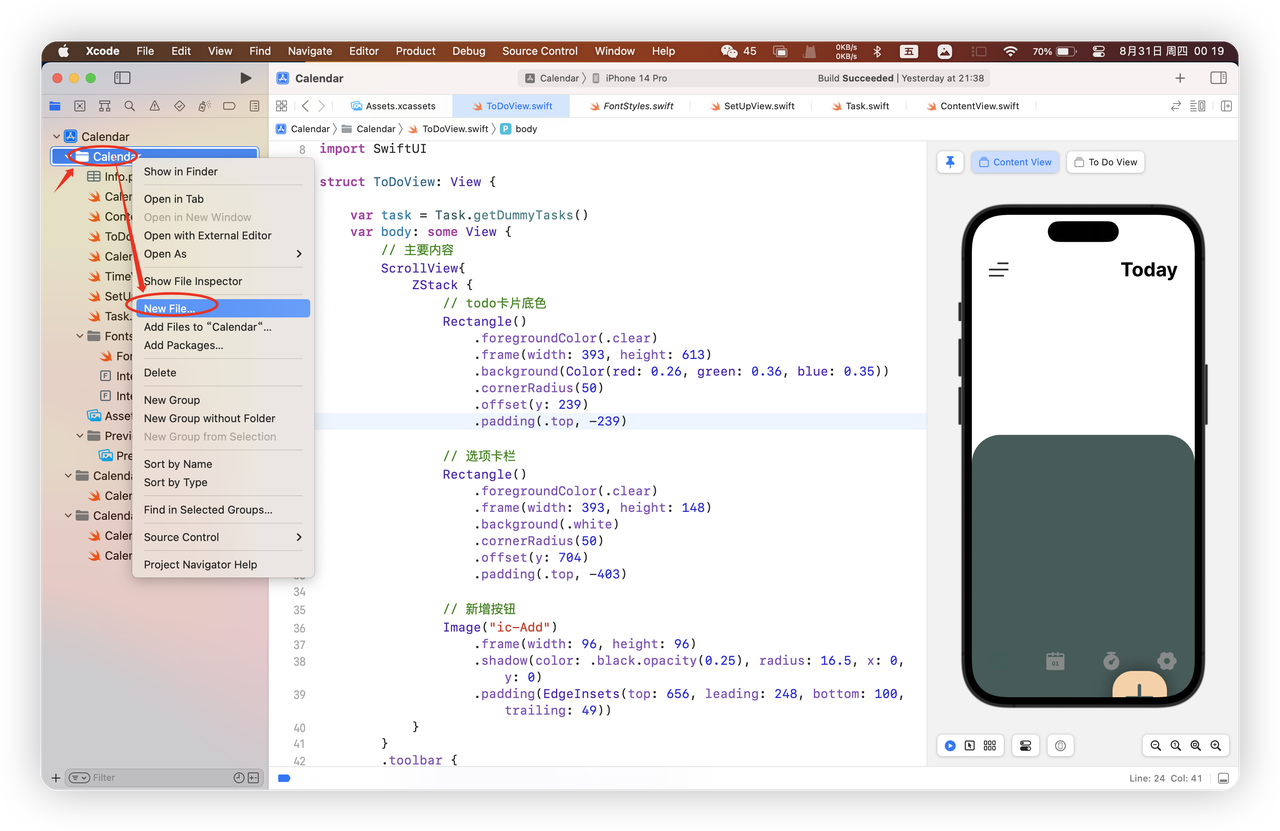 Xcode File Edit View Find Navigate Product Debug Source Control Window Help 45 0KB/s 0KB/s 五 70% 8月31日 周四 00 19
Calendar
Calendar 〉 iPhone 14 Pro
Build Succeeded | Yesterday at 21:38
Assets.xcassets ToDoView.swift FontStyles.swift SetUpView.swift Task.swift ContentView.swift
Calendar 〉 Calendar 〉 ToDoView.swift 〉 P body
Calendar
Calendar
Info.p
Caler
Conte
ToDo
Caler
Time
SetU
Task.
Fonts
For
Inte
Inte
Asset
Previ
Pre
Calenda
Caler
Calenda
Caler
Caler
Filter
Show in Finder
Open in Tab
Open in New Window
Open with External Editor
Open As
Show File Inspector
New File...
Add Files to “Calendar”...
Add Packages...
Delete
New Group
New Group without Folder
New Group from Selection
Sort by Name
Sort by Type
Find in Selected Groups...
Source Control
Project Navigator Help
8 import SwiftUI
struct ToDoView: View {
var task = Task.getDummyTasks()
var body: some View {
// 主要内容
ScrollView{
ZStack {
// todo卡片底色
Rectangle()
.foregroundColor(.clear)
.frame(width: 393, height: 613)
.background(Color(red: 0.26, green: 0.36, blue: 0.35))
.cornerRadius(50)
.offset(y: 239)
.padding(.top, -239)
// 选项卡栏
Rectangle()
.foregroundColor(.clear)
.frame(width: 393, height: 148)
.background(.white)
.cornerRadius(50)
.offset(y: 704)
.padding(.top, -403)
34
35 // 新增按钮
36 Image("ic-Add")
37 .frame(width: 96, height: 96)
38 .shadow(color: .black.opacity(0.25), radius: 16.5, x: 0,
y: 0)
39 .padding(EdgeInsets(top: 656, leading: 248, bottom: 100,
trailing: 49))
40 }
41 }
42 .toolbar {
Content View To Do View
Today
01
Line: 24 Col: 41